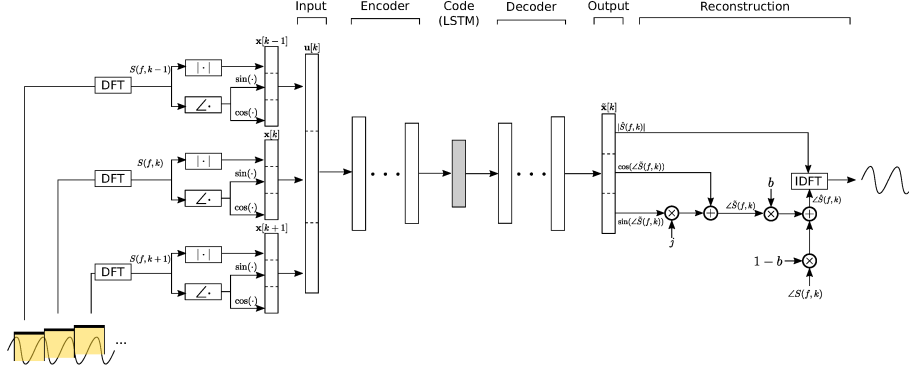 Input
Encoder
Code
(LSTM)
Decoder
Output
Reconstruction
x[k−1]
u[k]
S(f,k−1)
|·|
DFT
sin(·)
∠·
cos(·)
x[k]
x̂[k]
|Ŝ(f,k)|
S(f,k)
|·|
DFT
sin(·)
∠·
cos(·)
cos(∠Ŝ(f,k))
b
IDFT
∠Ŝ(f,k)
∠Ŝ(f,k)
sin(∠Ŝ(f,k))
j
x[k+1]
S(f,k+1)
|·|
DFT
sin(·)
∠·
cos(·)
1−b
∠S(f,k)
...